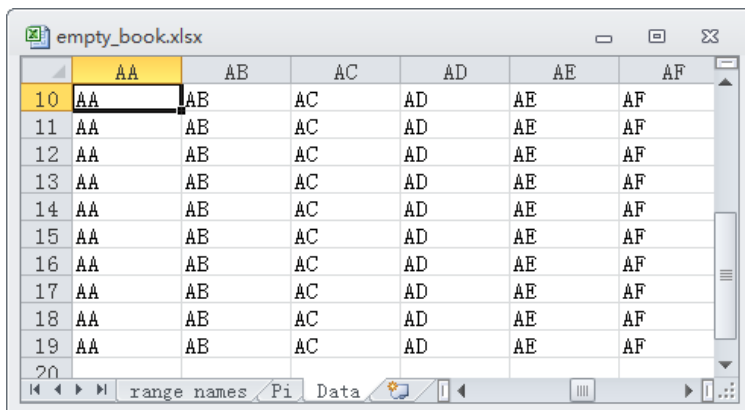 empty_book.xlsx
AA AB AC AD AE AF
10 AA AB AC AD AE AF
11 AA AB AC AD AE AF
12 AA AB AC AD AE AF
13 AA AB AC AD AE AF
14 AA AB AC AD AE AF
15 AA AB AC AD AE AF
16 AA AB AC AD AE AF
17 AA AB AC AD AE AF
18 AA AB AC AD AE AF
19 AA AB AC AD AE AF
20
range names Pi Data